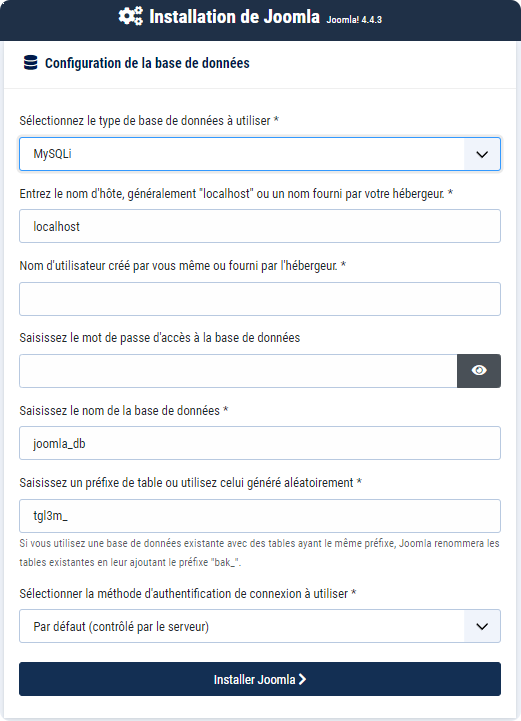 Installation de Joomla Joomla! 4.4.3
Configuration de la base de données
Sélectionnez le type de base de données à utiliser *
MySQLi
Entrez le nom d'hôte, généralement "localhost" ou un nom fourni par votre hébergeur. *
localhost
Nom d'utilisateur créé par vous même ou fourni par l'hébergeur. *
Saisissez le mot de passe d'accès à la base de données
Saisissez le nom de la base de données *
joomla_db
Saisissez un préfixe de table ou utilisez celui généré aléatoirement *
tgl3m_
Si vous utilisez une base de données existante avec des tables ayant le même préfixe, Joomla renommera les
tables existantes en leur ajoutant le préfixe "bak_".
Sélectionner la méthode d'authentification de connexion à utiliser *
Par défaut (contrôlé par le serveur)
Installer Joomla